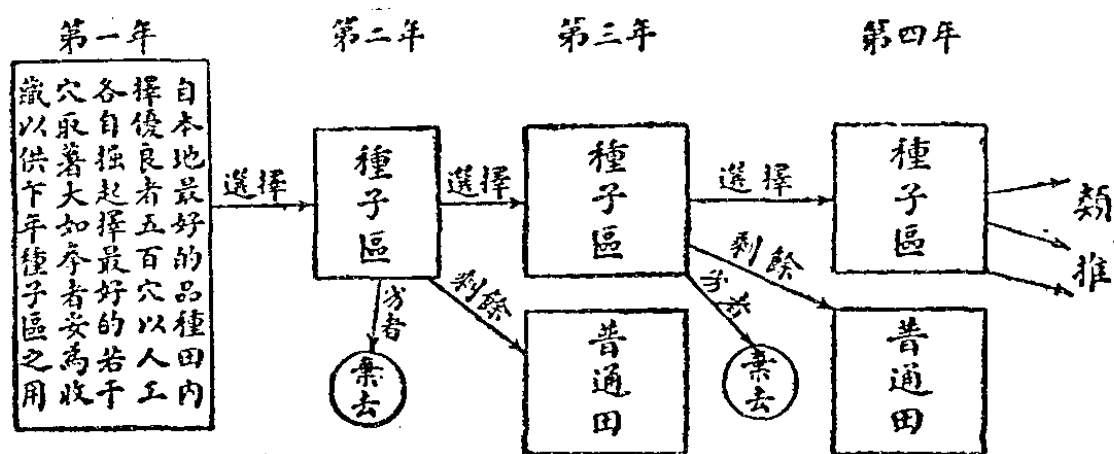 第一年
第二年
第三年
第四年
自本地最好的品種田內
擇優良者五百穴以人工
各自掘起擇最好的若干
穴取薯大如拳者妥為收
藏以供下年種子區之用
選擇
種子區
選擇
種子區
選擇
種子區
類推
劣者
棄去
剩餘
普通田
劣者
棄去
剩餘
普通田